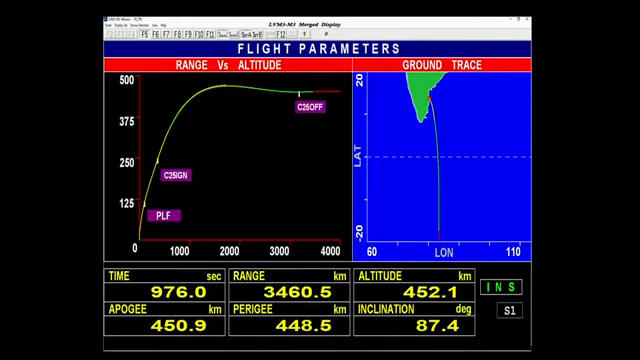 LVM3-M3 Merged Display
F5 F6 F7 F8 F9 F10 F11
F12
FLIGHT PARAMETERS
RANGE Vs ALTITUDE
GROUND TRACE
500
375
250
125
0
1000
2000
3000
4000
PLF
C25IGN
C25OFF
20
LAT
-20
60
LON
110
TIME sec
976.0
RANGE km
3460.5
ALTITUDE km
452.1
INS
APOGEE km
450.9
PERIGEE km
448.5
INCLINATION deg
87.4
S1